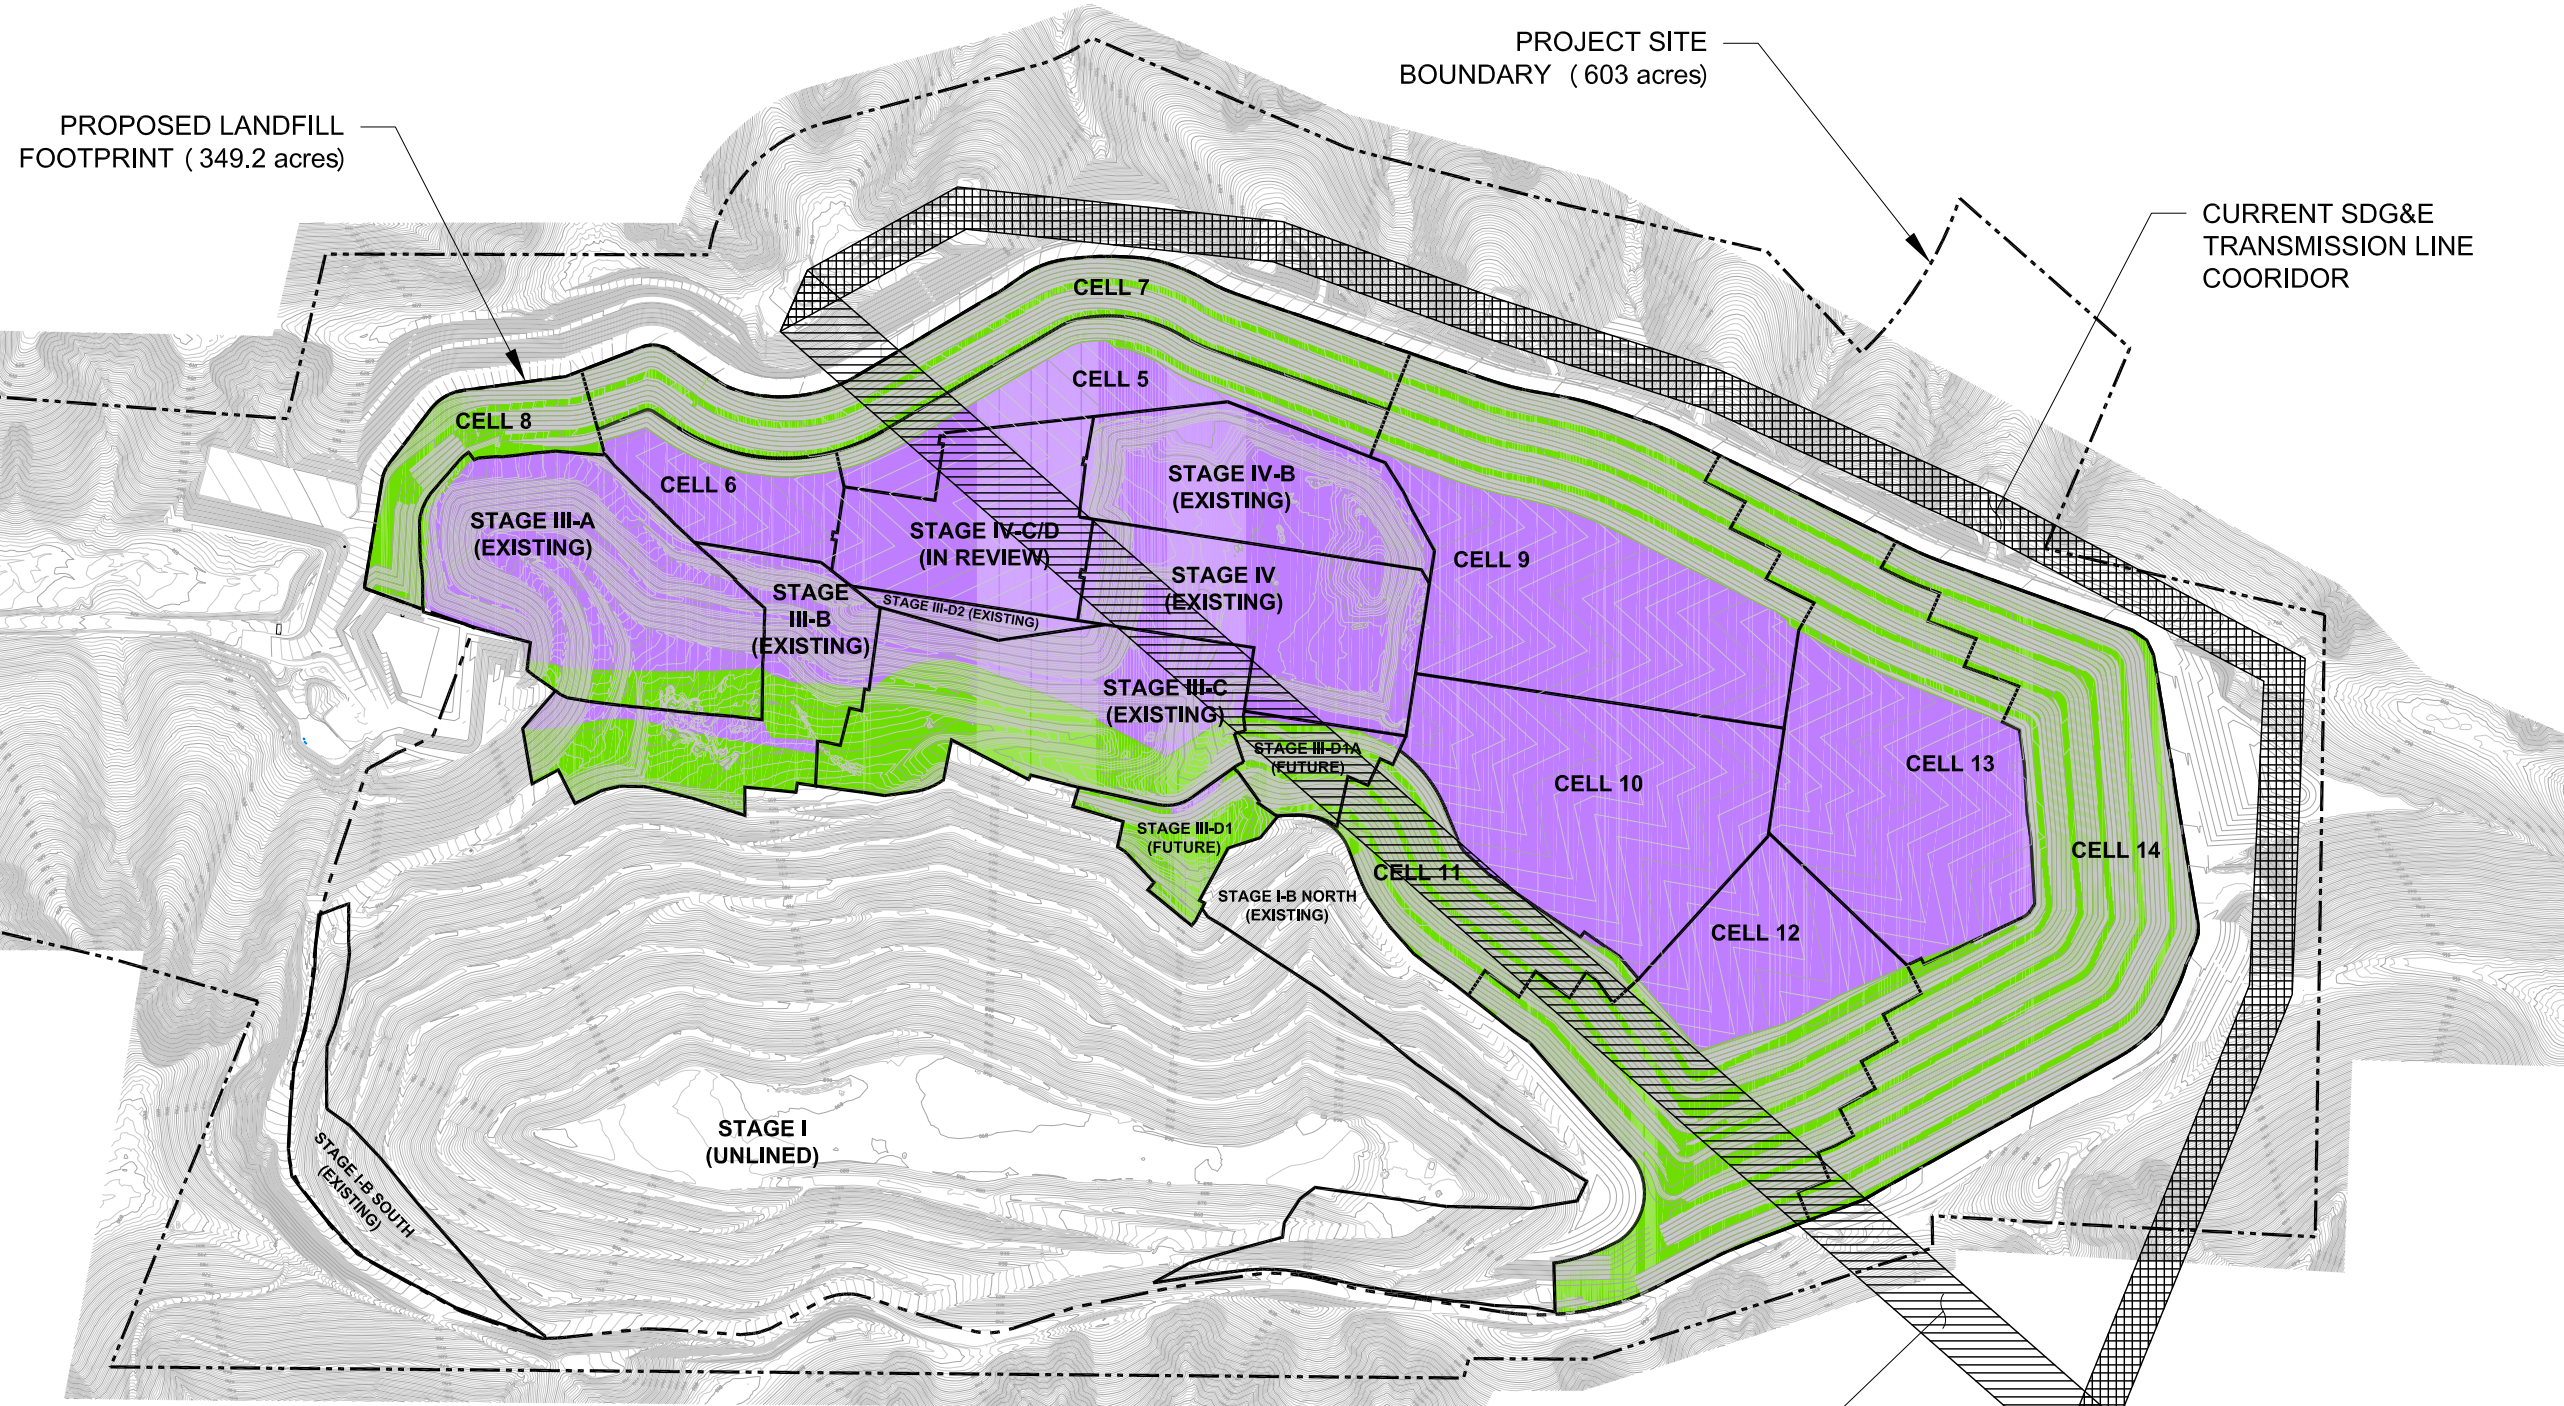 PROJECT SITE
BOUNDARY ( 603 acres)
PROPOSED LANDFILL
FOOTPRINT ( 349.2 acres)
CURRENT SDG&E
TRANSMISSION LINE
COORIDOR
CELL 7
CELL 5
CELL 8
CELL 6
STAGE IV-B
(EXISTING)
STAGE III-A
(EXISTING)
STAGE IV-C/D
(IN REVIEW)
CELL 9
STAGE IV
(EXISTING)
STAGE
III-B
(EXISTING)
STAGE III-D2 (EXISTING)
STAGE III-C
(EXISTING)
STAGE III-D1A
(FUTURE)
CELL 10
CELL 13
STAGE III-D1
(FUTURE)
CELL 11
CELL 14
STAGE I-B NORTH
(EXISTING)
CELL 12
STAGE I
(UNLINED)
STAGE I-B SOUTH
(EXISTING)